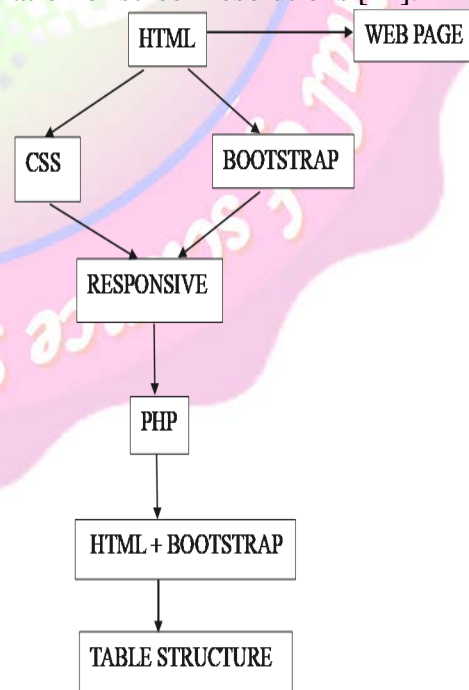 HTML
WEB PAGE
CSS
BOOTSTRAP
RESPONSIVE
PHP
HTML + BOOTSTRAP
TABLE STRUCTURE